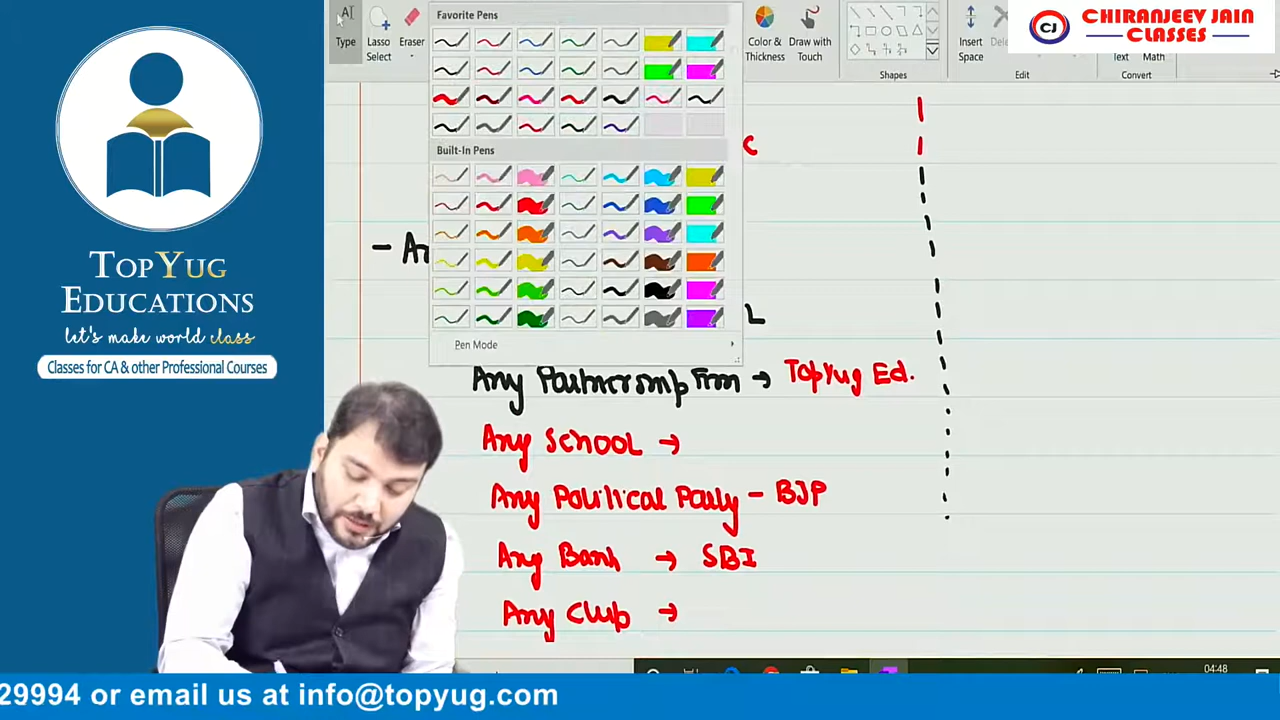 TOPYUG
EDUCATIONS
let's make world class
Classes for CA & other Professional Courses
Type
Lasso
Select
Eraser
Favorite Pens
Built-In Pens
Pen Mode
Color &
Thickness
Draw with
Touch
Shapes
Insert
Space
Edit
Text
Math
Convert
CJ
CHIRANJEEV JAIN
CLASSES
C
L
Any Partnership Firm → TopYug Ed.
Any School →
Any Political Party - BJP
Any Bank → SBI
Any Club →
04:48
29994 or email us at info@topyug.com